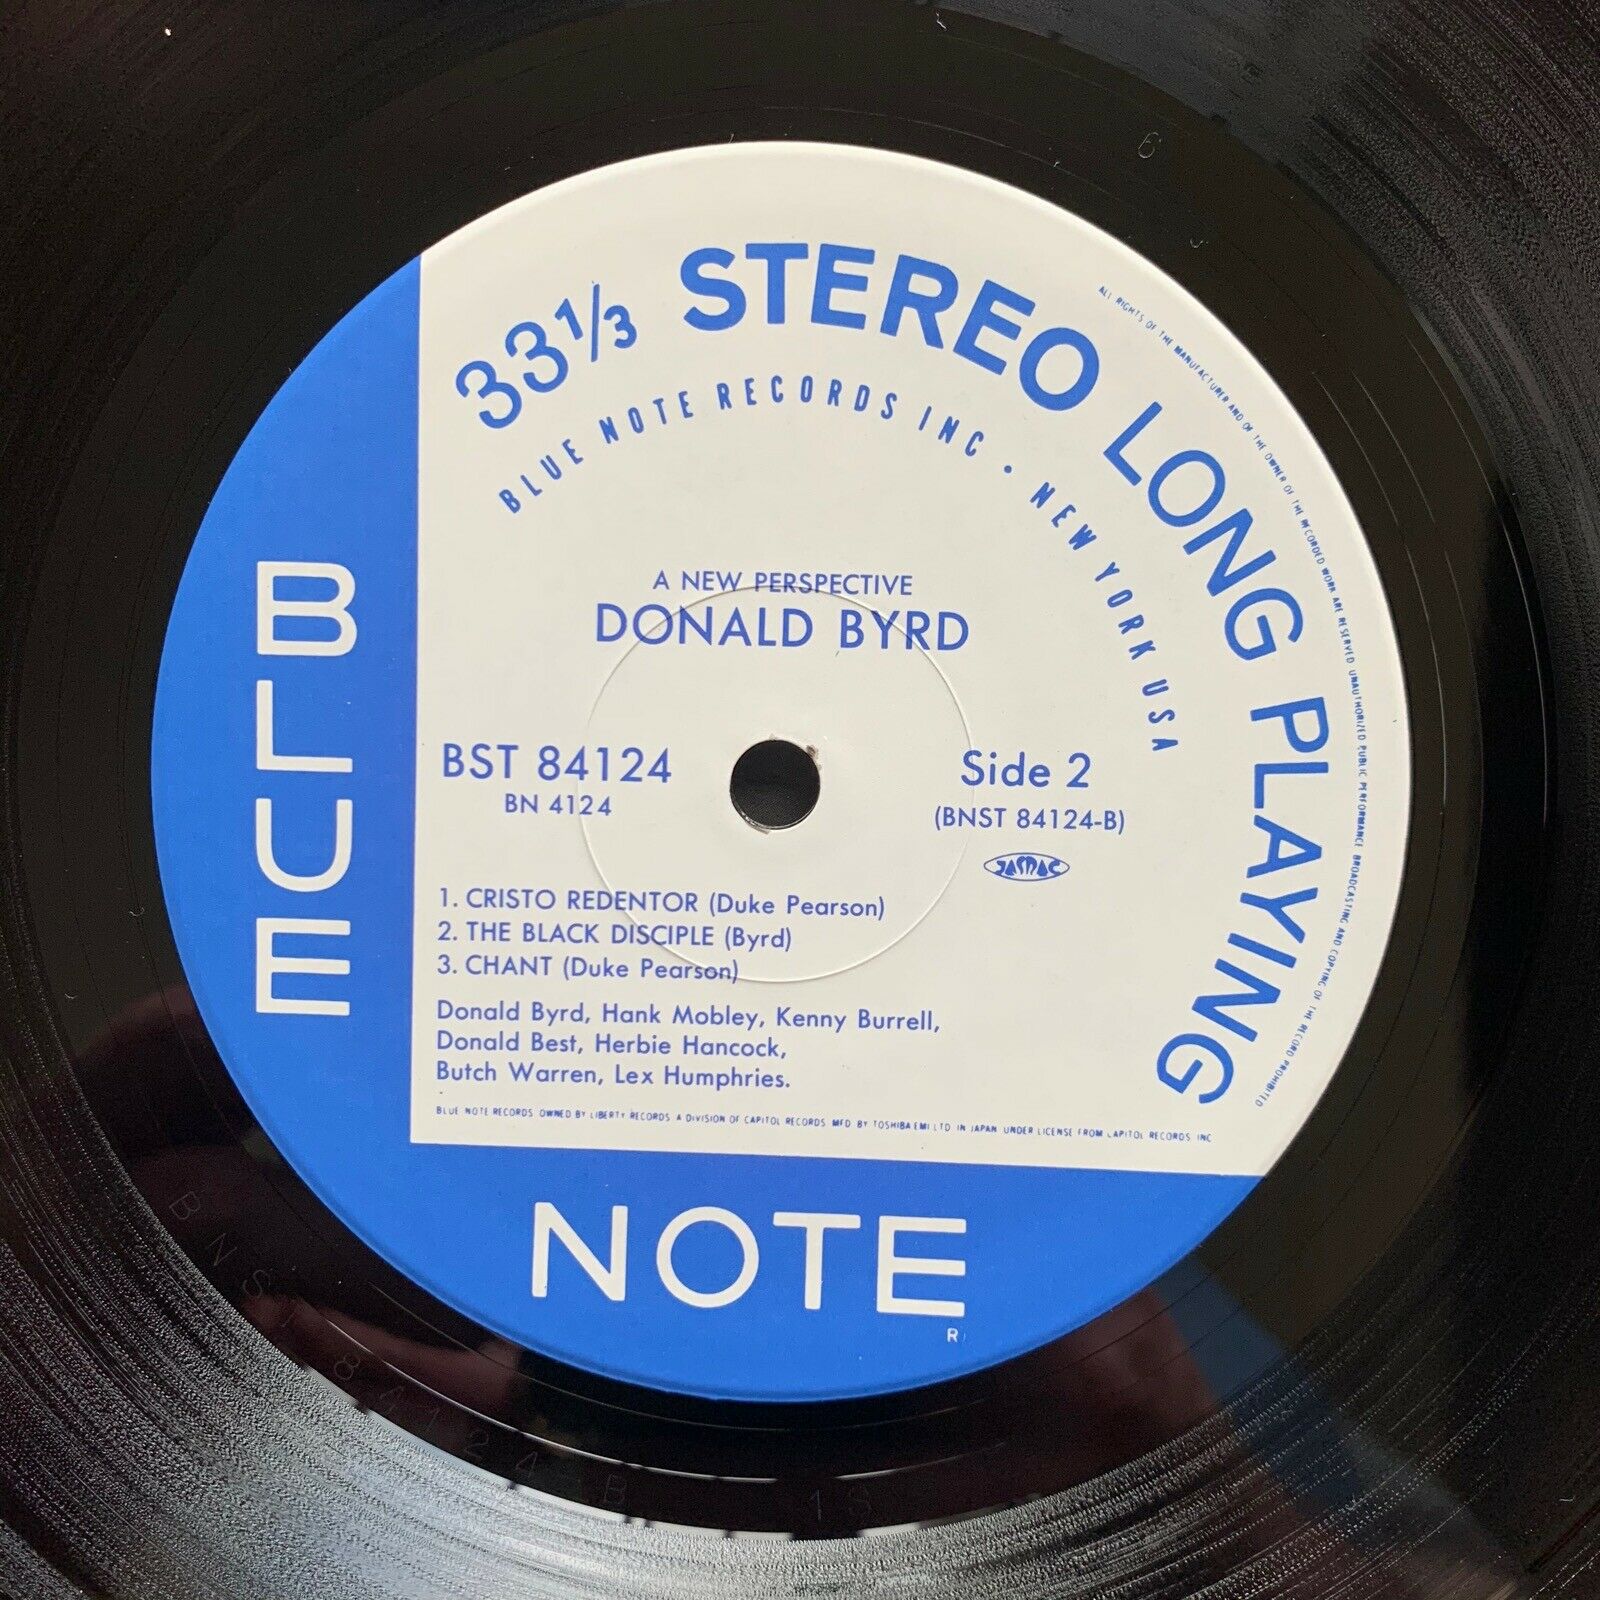 33⅓ STEREO LONG PLAYING
BLUE NOTE RECORDS INC • NEW YORK USA
ALL RIGHTS OF THE MANUFACTURER AND OF THE OWNER OF THE RECORDED WORK ARE RESERVED UNAUTHORIZED PUBLIC PERFORMANCE BROADCASTING AND COPYING OF THE RECORD PROHIBITED
A NEW PERSPECTIVE
DONALD BYRD
BST 84124
BN 4124
Side 2
(BNST 84124-B)
JASRAC
1. CRISTO REDENTOR (Duke Pearson)
2. THE BLACK DISCIPLE (Byrd)
3. CHANT (Duke Pearson)
Donald Byrd, Hank Mobley, Kenny Burrell,
Donald Best, Herbie Hancock,
Butch Warren, Lex Humphries.
BLUE NOTE RECORDS OWNED BY LIBERTY RECORDS A DIVISION OF CAPITOL RECORDS MFD BY TOSHIBA EMI LTD IN JAPAN UNDER LICENSE FROM CAPITOL RECORDS INC
BLUE
NOTE
R
6
BNST 84124 B 1S